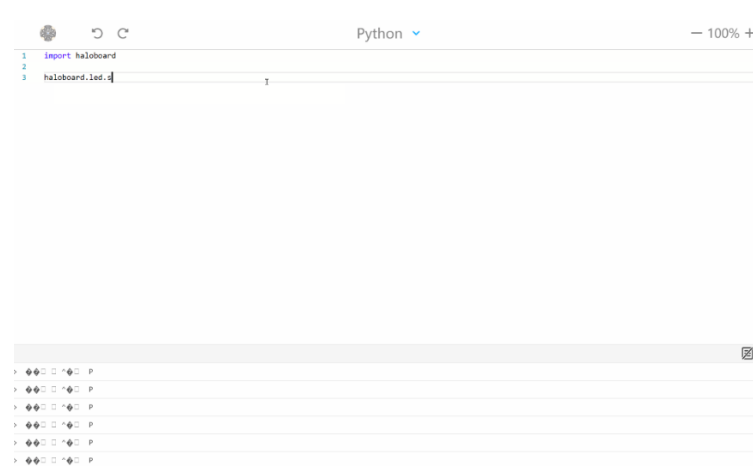 Python
— 100% +
1 import haloboard
2
3 haloboard.led.s
> ��□ □ ^�□ P
> ��□ □ ^�□ P
> ��□ □ ^�□ P
> ��□ □ ^�□ P
> ��□ □ ^�□ P
> ��□ □ ^�□ P